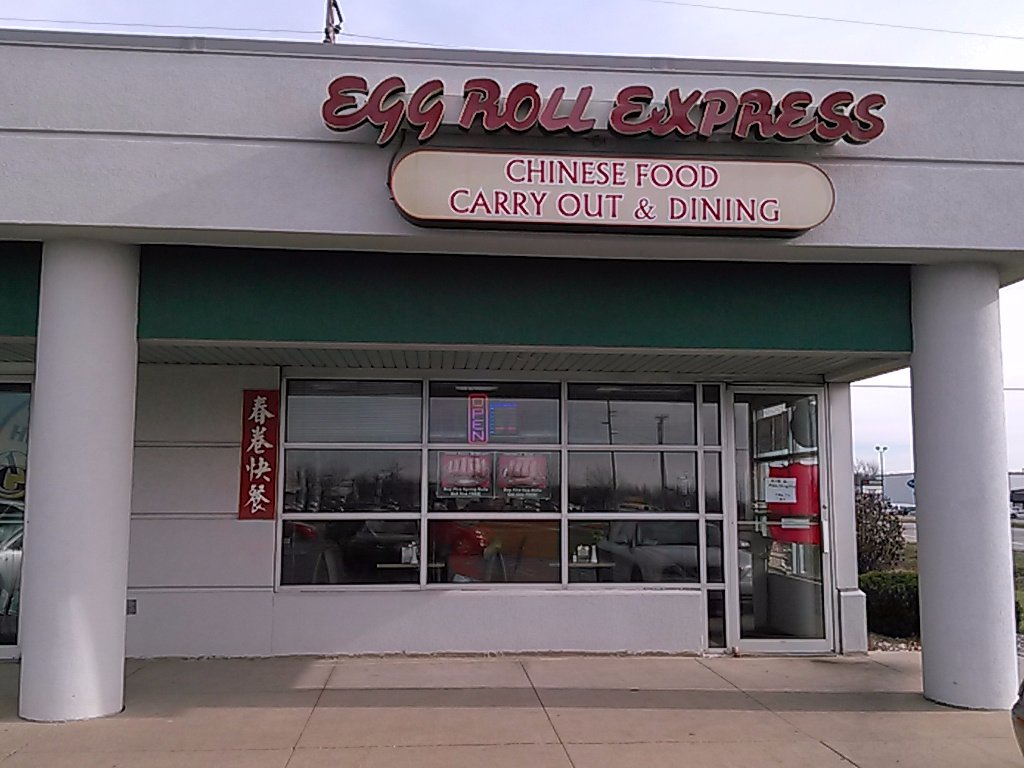 EGG ROLL EXPRESS
CHINESE FOOD
CARRY OUT & DINING
春卷快餐
OPEN